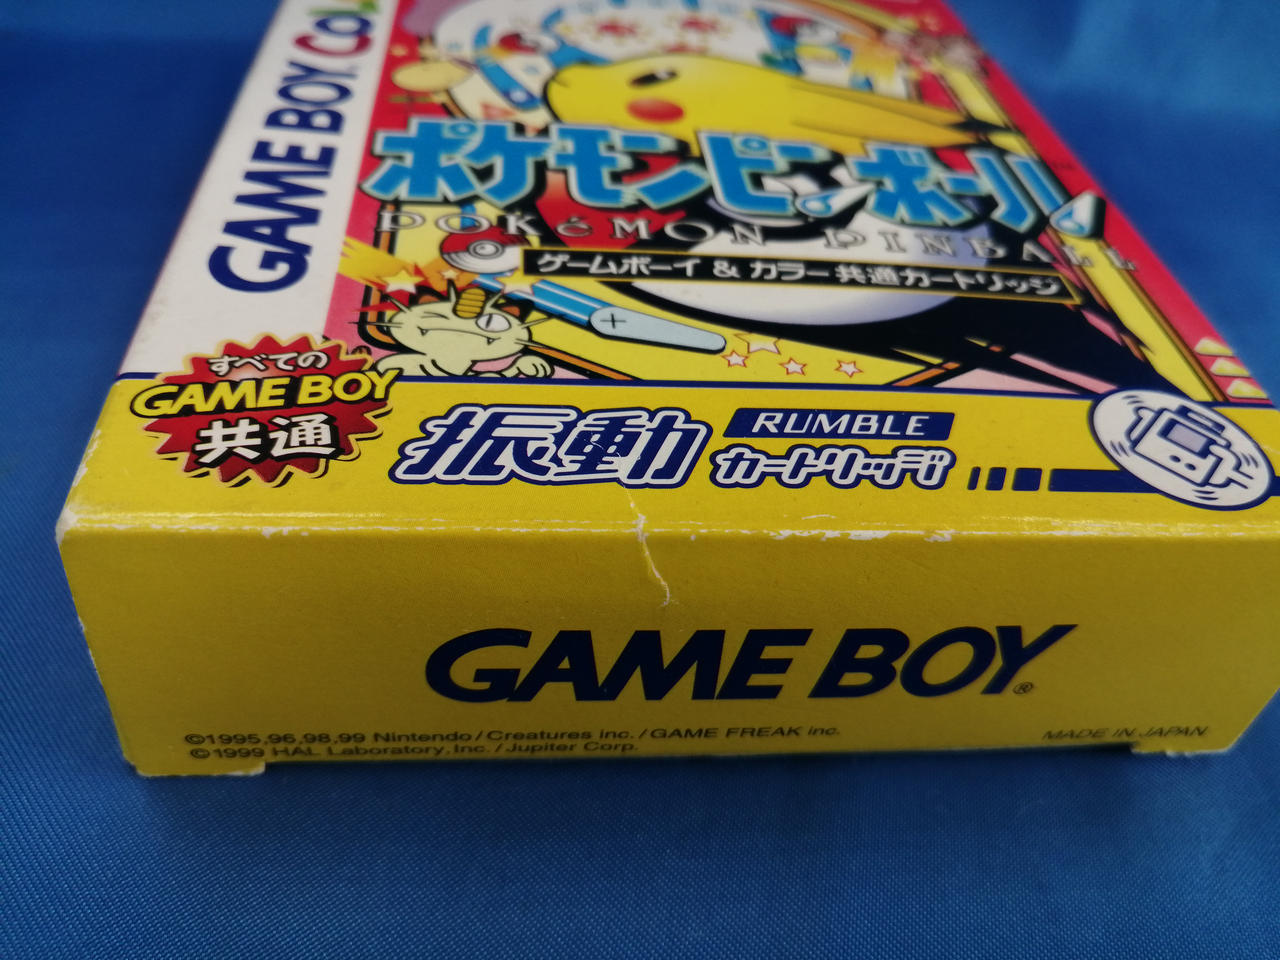 GAME BOY COL
ポケモンピンボール
POKéMON PINBALL
ゲームボーイ & カラー共通カートリッジ
すべての
GAME BOY
共通
振動
RUMBLE
カートリッジ
GAME BOY®
©1995,96,98,99 Nintendo/Creatures inc./GAME FREAK inc.
©1999 HAL Laboratory, Inc./Jupiter Corp.
MADE IN JAPAN